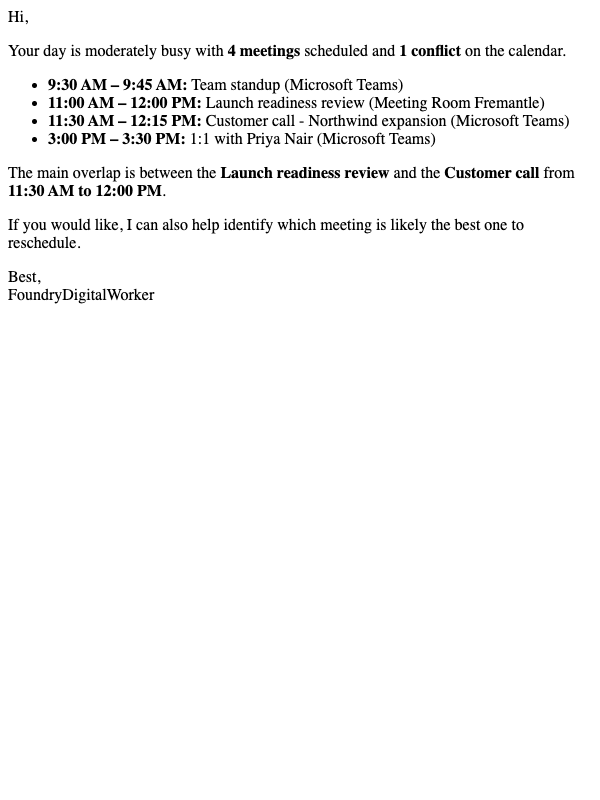 Hi,
Your day is moderately busy with 4 meetings scheduled and 1 conflict on the calendar.
• 9:30 AM – 9:45 AM: Team standup (Microsoft Teams)
• 11:00 AM – 12:00 PM: Launch readiness review (Meeting Room Fremantle)
• 11:30 AM – 12:15 PM: Customer call - Northwind expansion (Microsoft Teams)
• 3:00 PM – 3:30 PM: 1:1 with Priya Nair (Microsoft Teams)
The main overlap is between the Launch readiness review and the Customer call from
11:30 AM to 12:00 PM.
If you would like, I can also help identify which meeting is likely the best one to
reschedule.
Best,
FoundryDigitalWorker